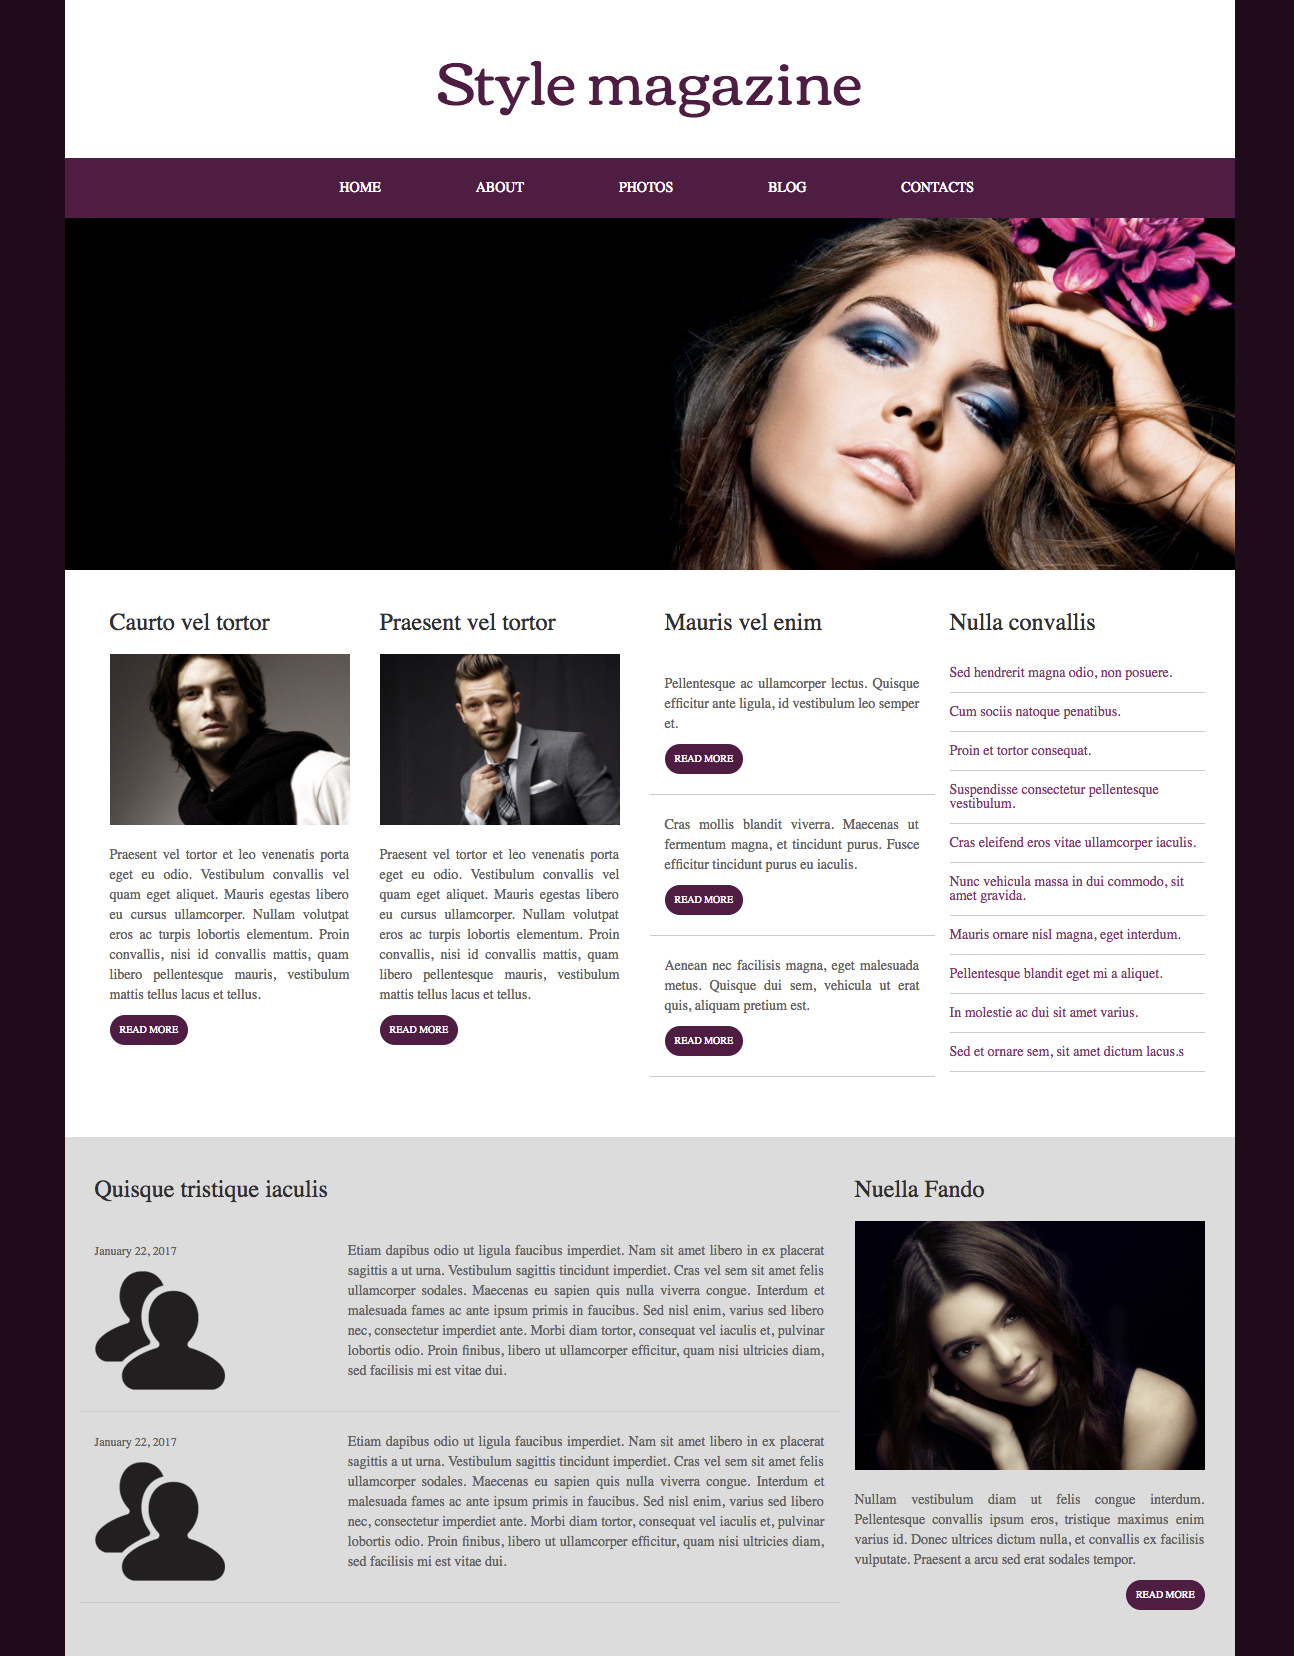 Style magazine
HOME ABOUT PHOTOS BLOG CONTACTS
Caurto vel tortor
Praesent vel tortor et leo venenatis porta
eget eu odio. Vestibulum convallis vel
quam eget aliquet. Mauris egestas libero
eu cursus ullamcorper. Nullam volutpat
eros ac turpis lobortis elementum. Proin
convallis, nisi id convallis mattis, quam
libero pellentesque mauris, vestibulum
mattis tellus lacus et tellus.
READ MORE
Praesent vel tortor
Praesent vel tortor et leo venenatis porta
eget eu odio. Vestibulum convallis vel
quam eget aliquet. Mauris egestas libero
eu cursus ullamcorper. Nullam volutpat
eros ac turpis lobortis elementum. Proin
convallis, nisi id convallis mattis, quam
libero pellentesque mauris, vestibulum
mattis tellus lacus et tellus.
READ MORE
Mauris vel enim
Pellentesque ac ullamcorper lectus. Quisque
efficitur ante ligula, id vestibulum leo semper
et.
READ MORE
Cras mollis blandit viverra. Maecenas ut
fermentum magna, et tincidunt purus. Fusce
efficitur tincidunt purus eu iaculis.
READ MORE
Aenean nec facilisis magna, eget malesuada
metus. Quisque dui sem, vehicula ut erat
quis, aliquam pretium est.
READ MORE
Nulla convallis
Sed hendrerit magna odio, non posuere.
Cum sociis natoque penatibus.
Proin et tortor consequat.
Suspendisse consectetur pellentesque
vestibulum.
Cras eleifend eros vitae ullamcorper iaculis.
Nunc vehicula massa in dui commodo, sit
amet gravida.
Mauris ornare nisl magna, eget interdum.
Pellentesque blandit eget mi a aliquet.
In molestie ac dui sit amet varius.
Sed et ornare sem, sit amet dictum lacus.s
Quisque tristique iaculis
January 22, 2017
Etiam dapibus odio ut ligula faucibus imperdiet. Nam sit amet libero in ex placerat
sagittis a ut urna. Vestibulum sagittis tincidunt imperdiet. Cras vel sem sit amet felis
ullamcorper sodales. Maecenas eu sapien quis nulla viverra congue. Interdum et
malesuada fames ac ante ipsum primis in faucibus. Sed nisl enim, varius sed libero
nec, consectetur imperdiet ante. Morbi diam tortor, consequat vel iaculis et, pulvinar
lobortis odio. Proin finibus, libero ut ullamcorper efficitur, quam nisi ultricies diam,
sed facilisis mi est vitae dui.
January 22, 2017
Etiam dapibus odio ut ligula faucibus imperdiet. Nam sit amet libero in ex placerat
sagittis a ut urna. Vestibulum sagittis tincidunt imperdiet. Cras vel sem sit amet felis
ullamcorper sodales. Maecenas eu sapien quis nulla viverra congue. Interdum et
malesuada fames ac ante ipsum primis in faucibus. Sed nisl enim, varius sed libero
nec, consectetur imperdiet ante. Morbi diam tortor, consequat vel iaculis et, pulvinar
lobortis odio. Proin finibus, libero ut ullamcorper efficitur, quam nisi ultricies diam,
sed facilisis mi est vitae dui.
Nuella Fando
Nullam vestibulum diam ut felis congue interdum.
Pellentesque convallis ipsum eros, tristique maximus enim
varius id. Donec ultrices dictum nulla, et convallis ex facilisis
vulputate. Praesent a arcu sed erat sodales tempor.
READ MORE